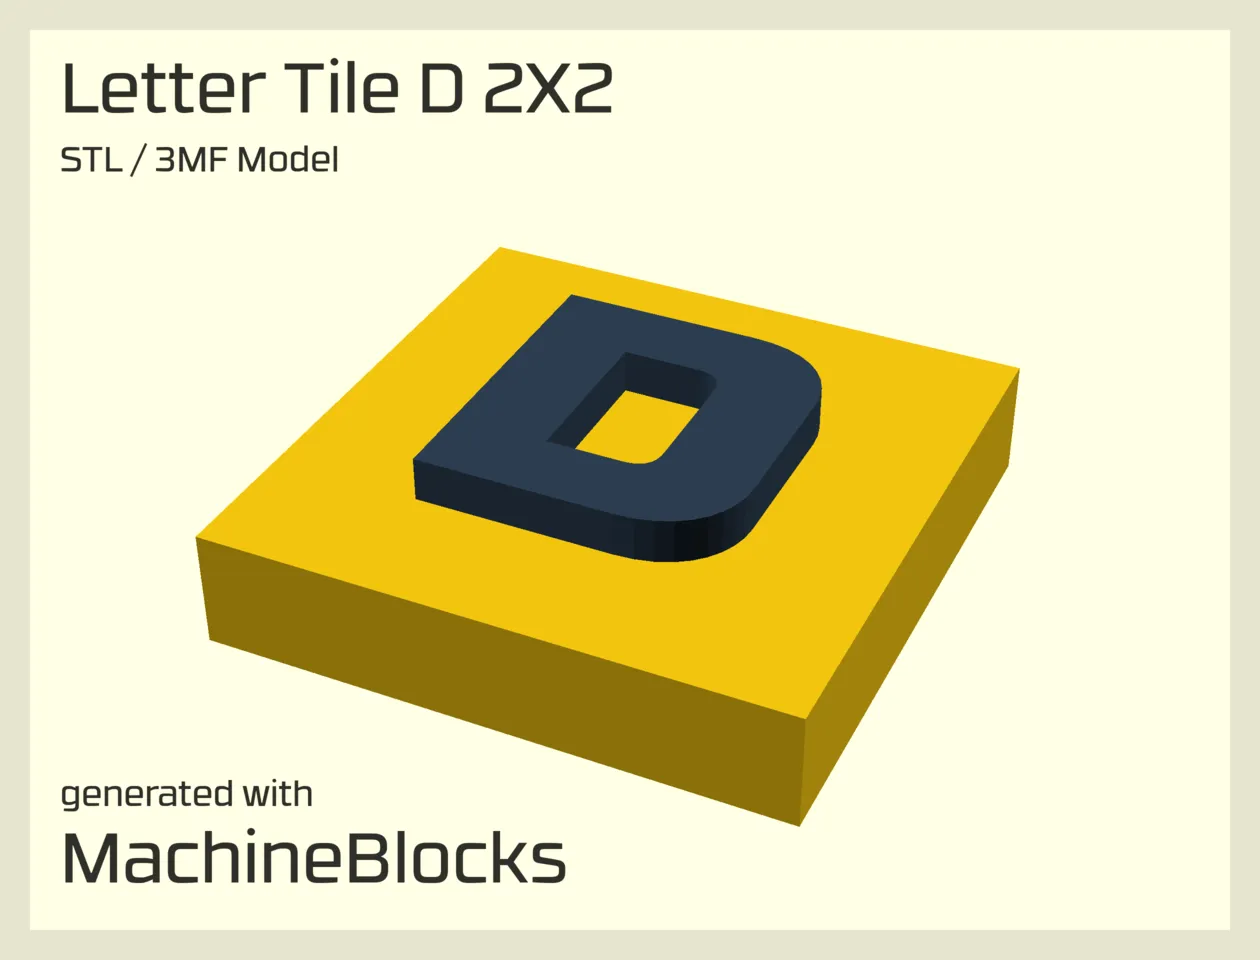 Letter Tile D 2X2
STL / 3MF Model
D
generated with
MachineBlocks